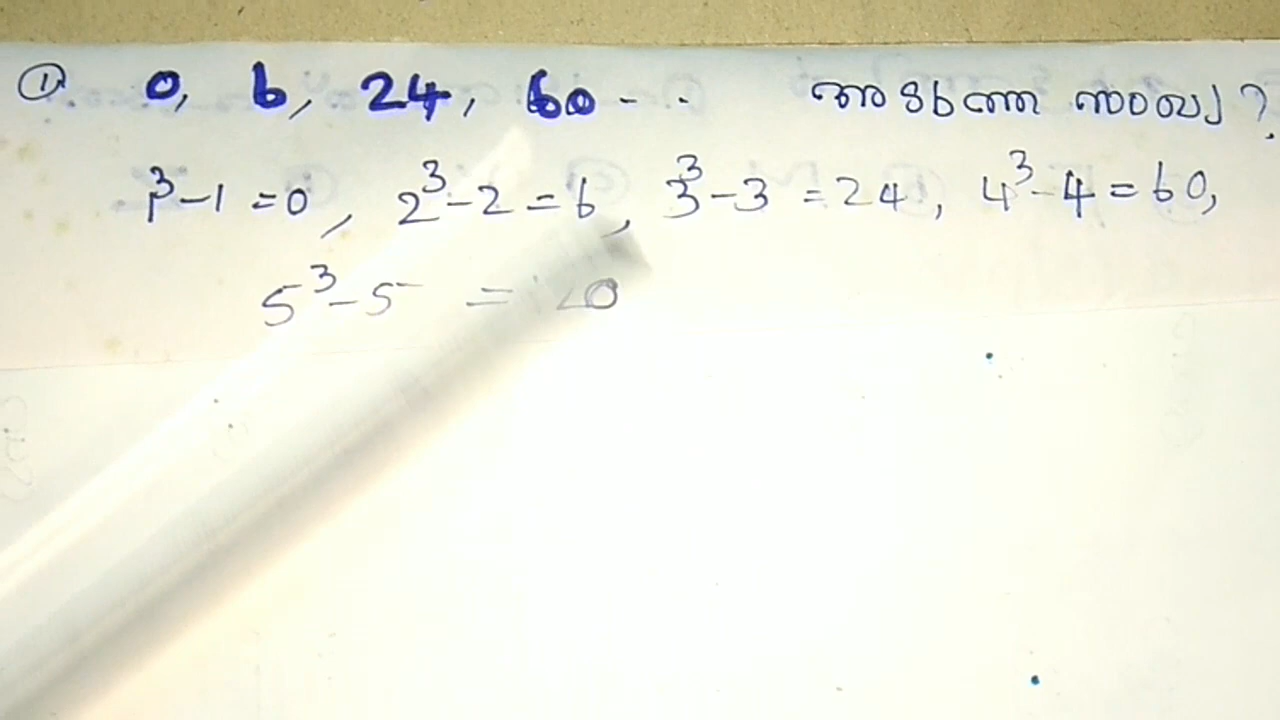 ① 0, 6, 24, 60 - - അടുത്ത സംഖ്യ ?
1³-1 =0, 2³-2 =6, 3³-3 =24, 4³-4 =60,
5³-5 =